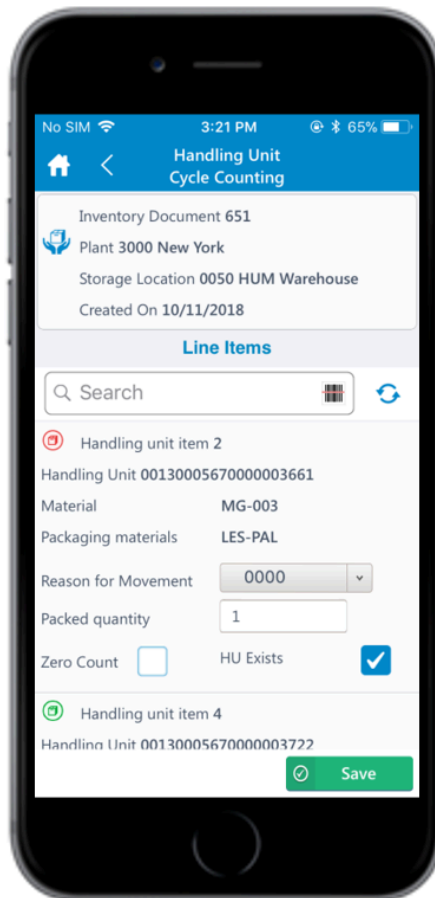 No SIM 3:21 PM 65%
Handling Unit
Cycle Counting
Inventory Document 651
Plant 3000 New York
Storage Location 0050 HUM Warehouse
Created On 10/11/2018
Line Items
Search
Handling unit item 2
Handling Unit 00130005670000003661
Material MG-003
Packaging materials LES-PAL
Reason for Movement 0000
Packed quantity 1
Zero Count HU Exists
Handling unit item 4
Handling Unit 00130005670000003722
Save